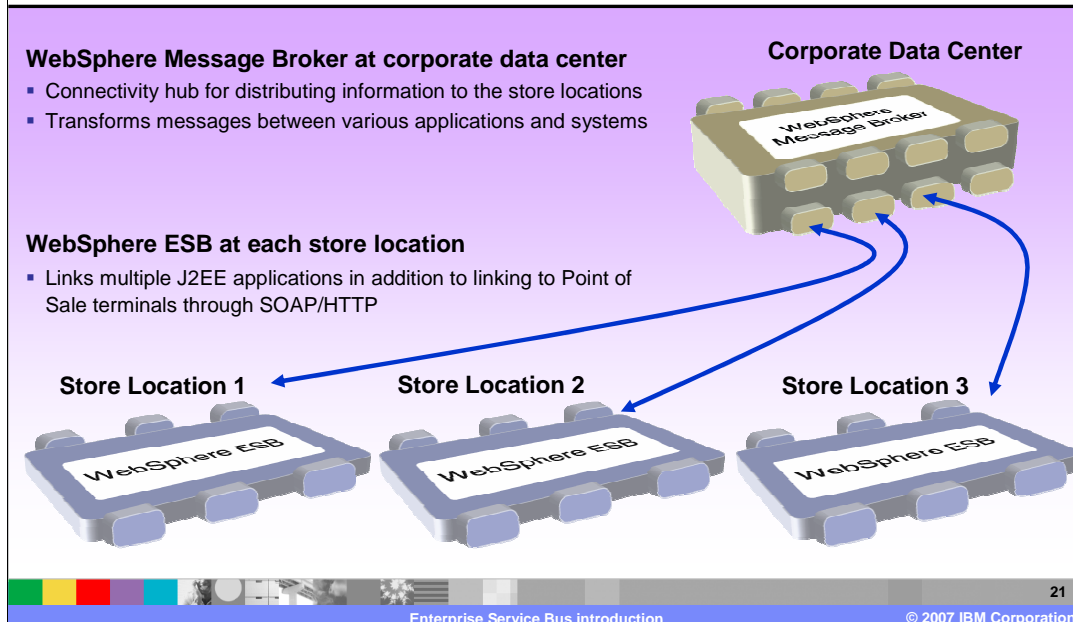 WebSphere Message Broker at corporate data center
▪ Connectivity hub for distributing information to the store locations
▪ Transforms messages between various applications and systems
Corporate Data Center
WebSphere
Message Broker
WebSphere ESB at each store location
▪ Links multiple J2EE applications in addition to linking to Point of
Sale terminals through SOAP/HTTP
Store Location 1
Store Location 2
Store Location 3
WebSphere ESB
WebSphere ESB
WebSphere ESB
21
Enterprise Service Bus introduction
© 2007 IBM Corporation